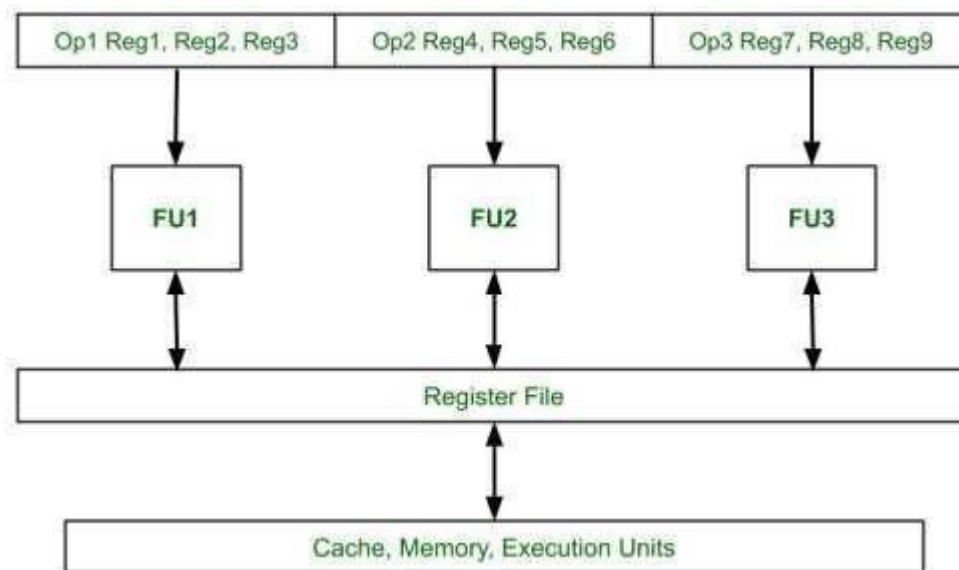 Op1 Reg1, Reg2, Reg3
Op2 Reg4, Reg5, Reg6
Op3 Reg7, Reg8, Reg9
FU1
FU2
FU3
Register File
Cache, Memory, Execution Units